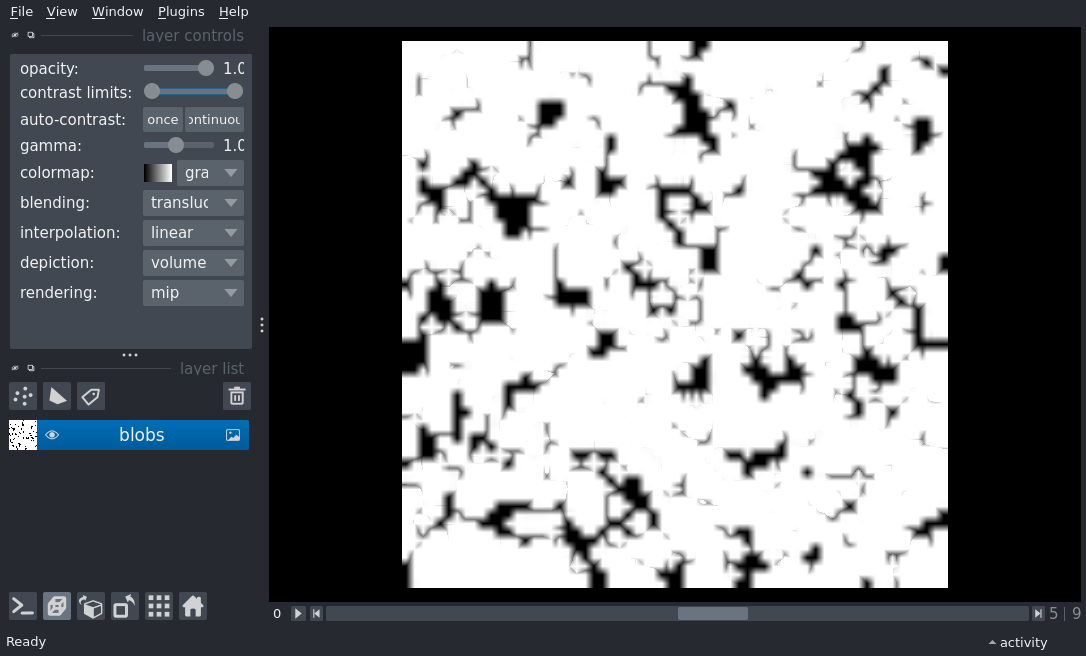 File View Window Plugins Help
layer controls
opacity: 1.0
contrast limits:
auto-contrast: once ontinuou
gamma: 1.0
colormap: gra
blending: transluc
interpolation: linear
depiction: volume
rendering: mip
layer list
blobs
0 5 | 9
Ready activity